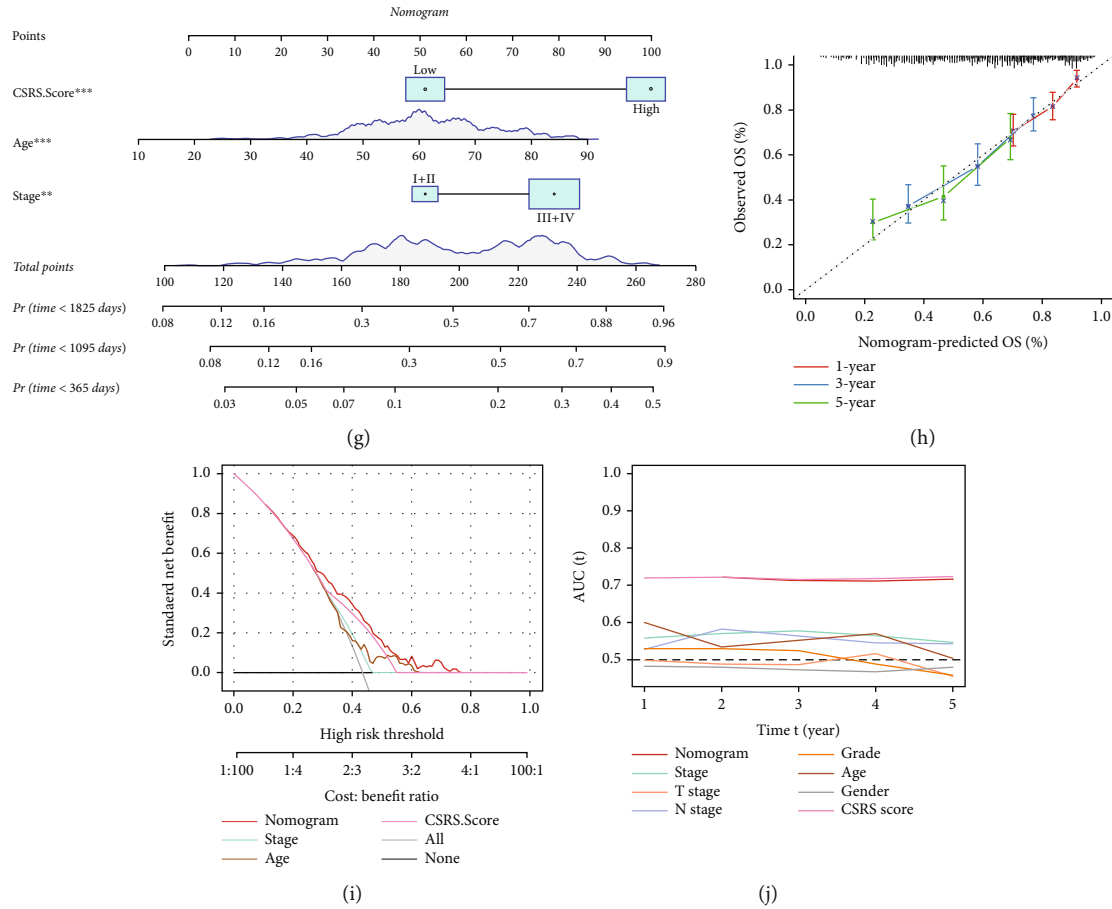 Nomogram
Points
0 10 20 30 40 50 60 70 80 90 100
Low
CSRS.Score***
High
Age***
10 20 30 40 50 60 70 80 90
I+II
Stage**
III+IV
Total points
100 120 140 160 180 200 220 240 260 280
Pr (time < 1825 days)
0.08 0.12 0.16 0.3 0.5 0.7 0.88 0.96
Pr (time < 1095 days)
0.08 0.12 0.16 0.3 0.5 0.7 0.9
Pr (time < 365 days)
0.03 0.05 0.07 0.1 0.2 0.3 0.4 0.5
(g)
Observed OS (%)
1.0
0.8
0.6
0.4
0.2
0.0
0.0 0.2 0.4 0.6 0.8 1.0
Nomogram-predicted OS (%)
1-year
3-year
5-year
(h)
Standaerd net benefit
1.0
0.8
0.6
0.4
0.2
0.0
0.0 0.2 0.4 0.6 0.8 1.0
High risk threshold
1:100 1:4 2:3 3:2 4:1 100:1
Cost: benefit ratio
Nomogram CSRS.Score
Stage All
Age None
(i)
AUC (t)
1.0
0.9
0.8
0.7
0.6
0.5
1 2 3 4 5
Time t (year)
Nomogram Grade
Stage Age
T stage Gender
N stage CSRS score
(j)